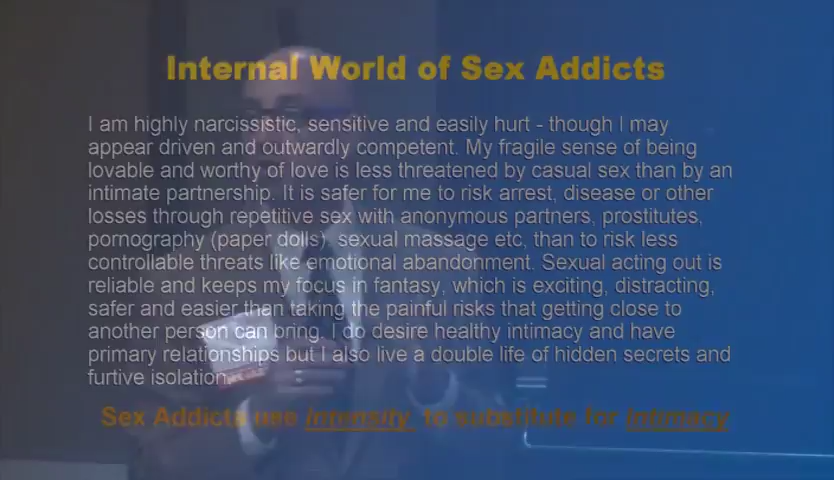 Internal World of Sex Addicts
I am highly narcissistic, sensitive and easily hurt - though I may
appear driven and outwardly competent. My fragile sense of being
lovable and worthy of love is less threatened by casual sex than by an
intimate partnership. It is safer for me to risk arrest, disease or other
losses through repetitive sex with anonymous partners, prostitutes,
pornography (paper dolls), sexual massage etc, than to risk less
controllable threats like emotional abandonment. Sexual acting out is
reliable and keeps my focus in fantasy, which is exciting, distracting,
safer and easier than taking the painful risks that getting close to
another person can bring. I do desire healthy intimacy and have
primary relationships but I also live a double life of hidden secrets and
furtive isolation.
Sex Addicts use intensity to substitute for intimacy